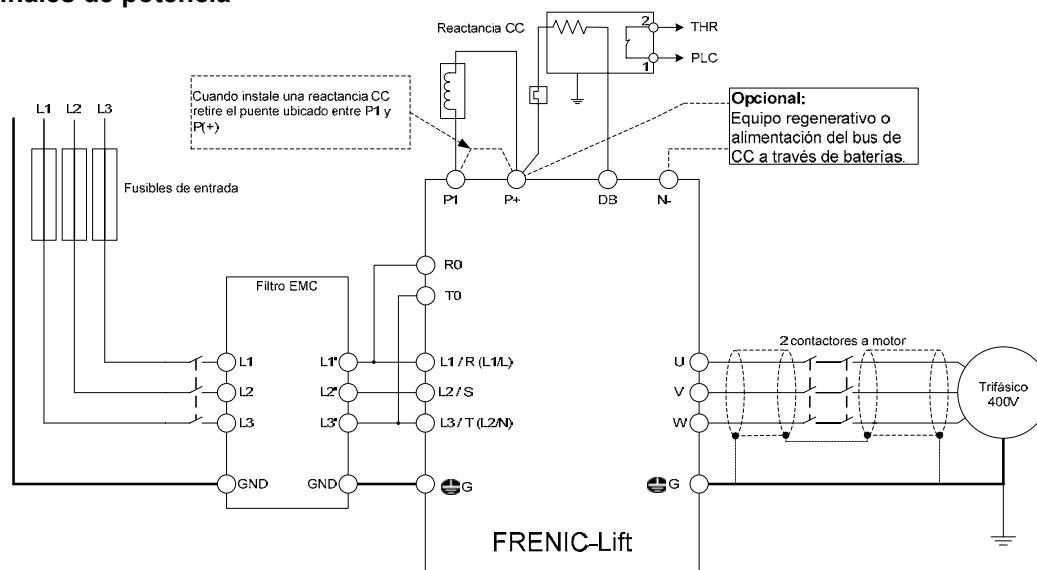 Reactancia CC
2
THR
PLC
1
Cuando instale una reactancia CC
retire el puente ubicado entre P1 y
P(+)
Opcional:
Equipo regenerativo o
alimentación del bus de
CC a través de baterías.
L1 L2 L3
Fusibles de entrada
P1 P+ DB N-
R0
T0
Filtro EMC
2 contactores a motor
L1 L1' L1 / R (L1/L) U
L2 L2' L2 / S V
L3 L3' L3 / T (L2/N) W
Trifásico
400V
GND GND G G
FRENIC-Lift